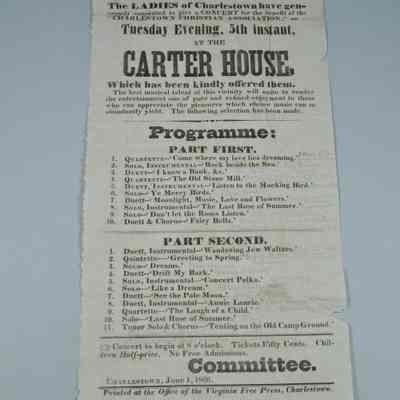 The LADIES of Charlestown have gen-
erously consented to give a CONCERT for the benefit of the
"CHARLESTOWN CHRISTIAN ASSOCIATION," on
Tuesday Evening, 5th instant,
AT THE
CARTER HOUSE,
Which has been kindly offered them.
The best musical talent of this vicinity will unite to render
the entertainment one of pure and refined enjoyment to those
who can appreciate the pleasures which choice music can so
abundantly yield. The following selection has been made.
Programme:
PART FIRST.
1. QUARTETTE—'Come where my love lies dreaming.'
2. SOLO, INSTRUMENTAL—'Rock beside the Sea.'
3. DUETT—'I know a Bank, &c.'
4. QUARTETTE—'The Old Stone Mill.'
5. DUETT, INSTRUMENTAL—'Listen to the Mocking Bird.'
6. SOLO—'Ye Merry Birds.'
7. Duett—'Moonlight, Music, Love and Flowers.'
8. Solo, Instrumental—'The Last Rose of Summer.'
9. SOLO—'Don't let the Roses Listen.'
10. Duett & Chorus—'Fairy Bells.'
PART SECOND.
1. Duett, Instrumental—'Wandering Jew Waltzes.'
2. Quintette—'Greeting to Spring.'
3. SOLO—'Dreams.'
4. Duett—'Drift My Bark.'
5. Solo, Instrumental—'Concert Polka.'
6. Solo—'Like a Dream.'
7. Duett—'See the Pale Moon.'
8. Duett, Instrumental—'Annie Laurie.'
9. Quartette—'The Laugh of a Child.'
10. Solo—'Last Rose of Summer.'
11. Tenor Solo & Chorus—'Tenting on the Old Camp Ground.'
Concert to begin at 8 o'clock. Tickets Fifty Cents. Chil-
dren Half-price. No Free Admissions.
Committee.
CHARLESTOWN, June 1, 1866.
Printed at the Office of the Virginia Free Press, Charlestown.